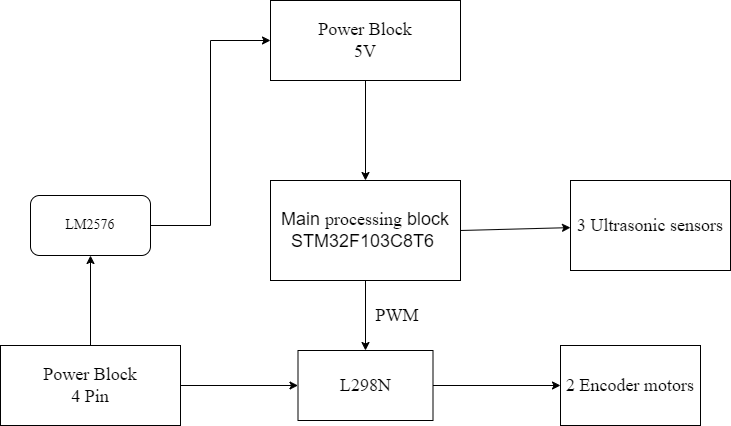 Power Block
5V
LM2576
Main processing block
STM32F103C8T6
3 Ultrasonic sensors
PWM
Power Block
4 Pin
L298N
2 Encoder motors